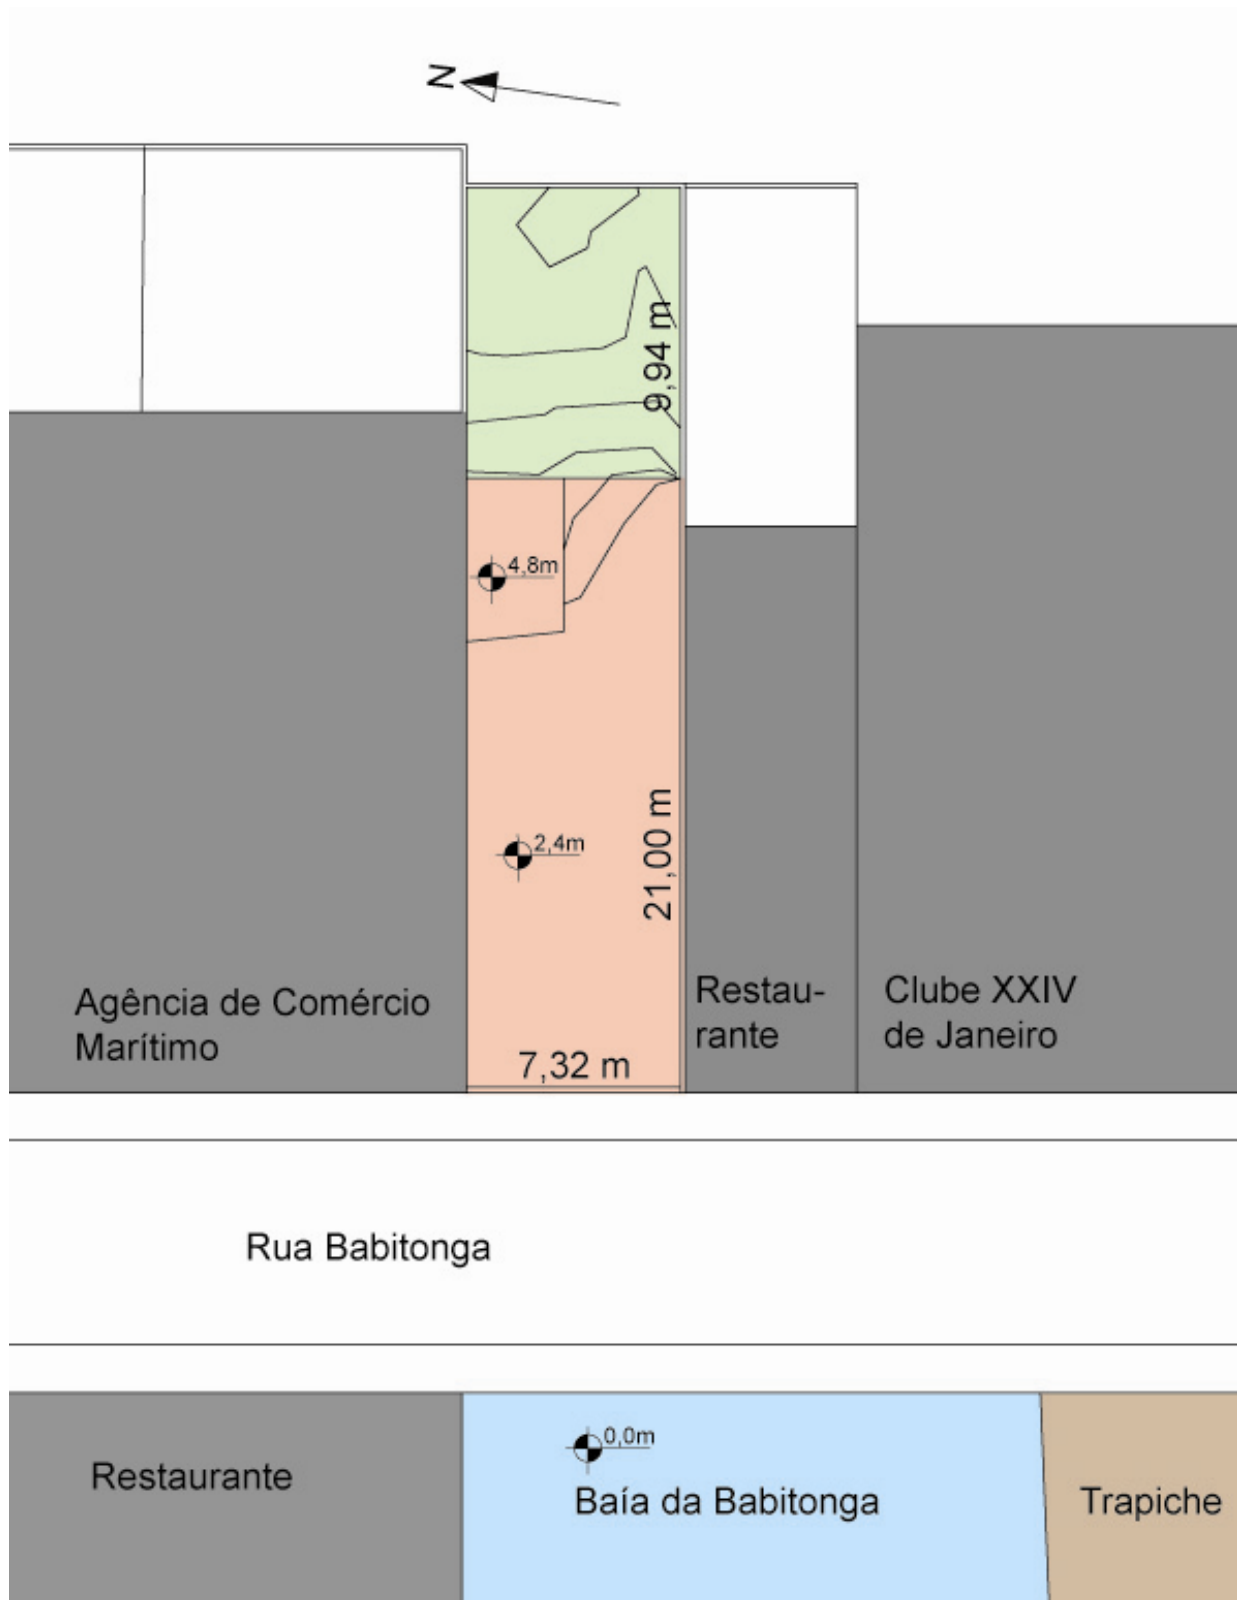 N
9,94 m
4,8m
2,4m
21,00 m
Agência de Comércio
Marítimo
Restau-
rante
Clube XXIV
de Janeiro
7,32 m
Rua Babitonga
0,0m
Restaurante
Baía da Babitonga
Trapiche